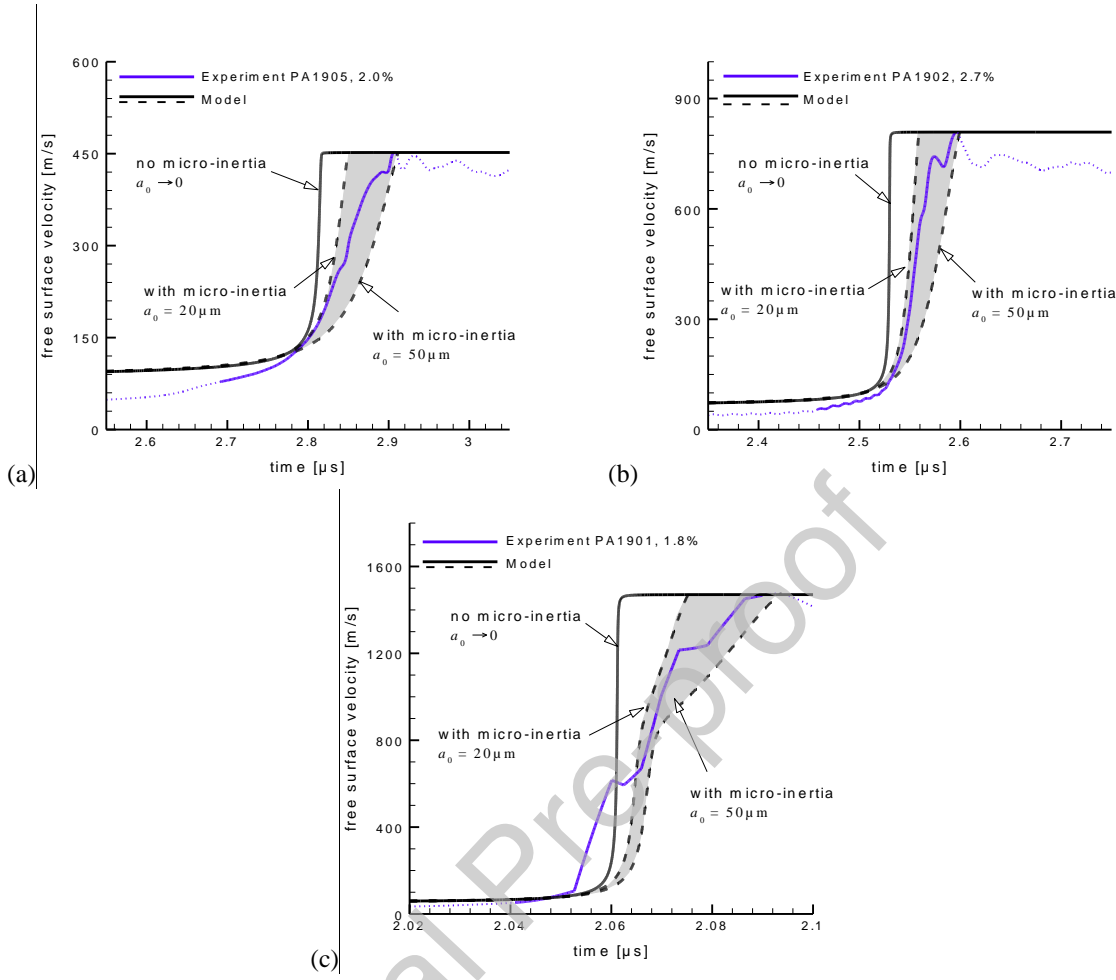 600
Experiment PA1905, 2.0%
Model
450
no micro-inertia
a₀ →0
300
with micro-inertia
a₀ = 20μm
150
with micro-inertia
a₀ = 50μm
0
2.6 2.7 2.8 2.9 3
time [μs]
free surface velocity [m/s]
(a)
Experiment PA1902, 2.7%
900
Model
no micro-inertia
a₀ →0
600
with micro-inertia
a₀ = 20μm
with micro-inertia
a₀ = 50μm
300
0
2.4 2.5 2.6 2.7
time [μs]
free surface velocity [m/s]
(b)
Experiment PA1901, 1.8%
1600
Model
no micro-inertia
a₀ →0
1200
with micro-inertia
a₀ = 20μm
800
with micro-inertia
a₀ = 50μm
400
0
2.02 2.04 2.06 2.08 2.1
time [μs]
free surface velocity [m/s]
(c)
al Pre-proof